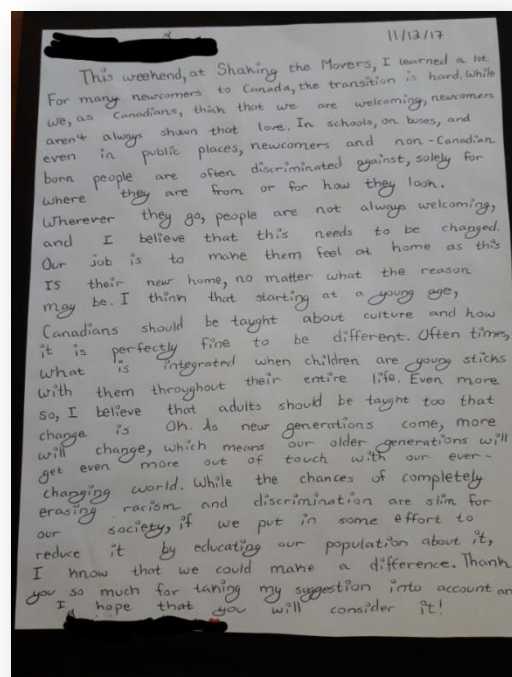 11/12/17
This weekend, at Shaking the Movers, I learned a lot.
For many newcomers to Canada, the transition is hard. While
we, as Canadians, think that we are welcoming, newcomers
aren't always shown that love. In schools, on buses, and
even in public places, newcomers and non-Canadian
born people are often discriminated against, solely for
where they are from or for how they look.
Wherever they go, people are not always welcoming,
and I believe that this needs to be changed.
Our job is to make them feel at home as this
IS their new home, no matter what the reason
may be. I think that starting at a young age,
Canadians should be taught about culture and how
it is perfectly fine to be different. Often times,
what is integrated when children are young sticks
with them throughout their entire life. Even more
so, I believe that adults should be taught too that
change is Oh. As new generations come, more
will change, which means our older generations will
get even more out of touch with our ever-
changing world. While the chances of completely
erasing racism and discrimination are slim for
our society, if we put in some effort to
reduce it by educating our population about it,
I know that we could make a difference. Thank
you so much for taking my suggestion into account an
I hope that you will consider it!